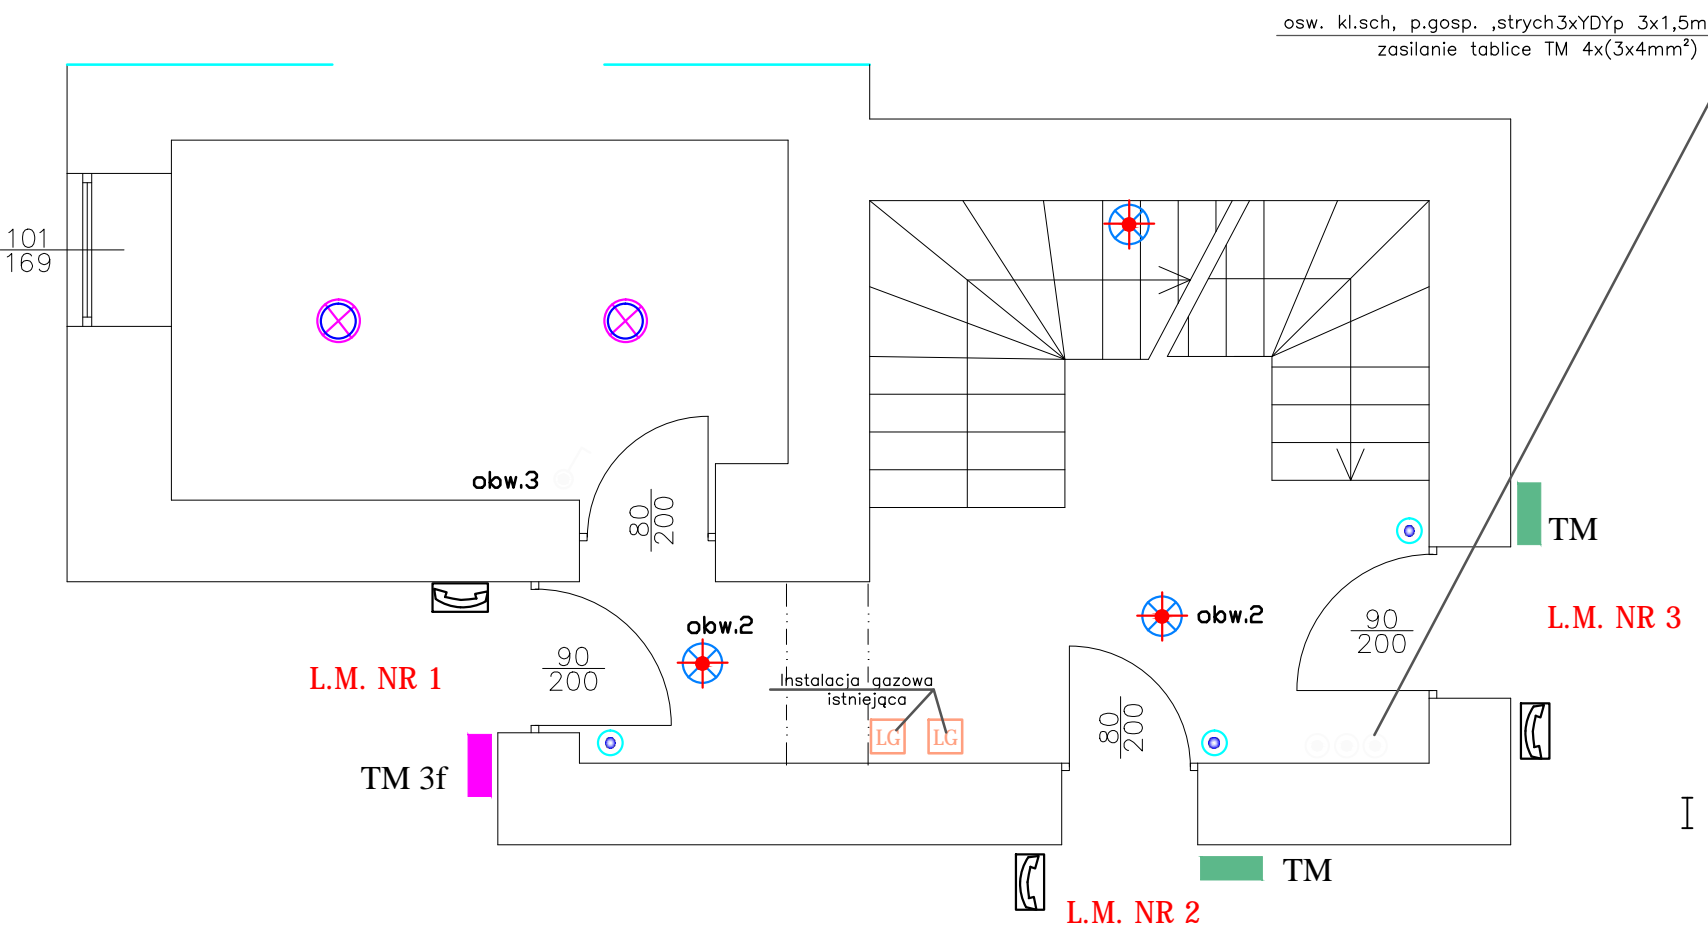 osw. kl.sch, p.gosp. ,strych3xYDYp 3x1,5m
zasilanie tablice TM 4x(3x4mm²)
101
169
obw.3
80
200
TM
obw.2
obw.2
90
200
L.M. NR 3
90
200
L.M. NR 1
Instalacja gazowa
istniejąca
80
200
LG
LG
TM 3f
I
TM
L.M. NR 2